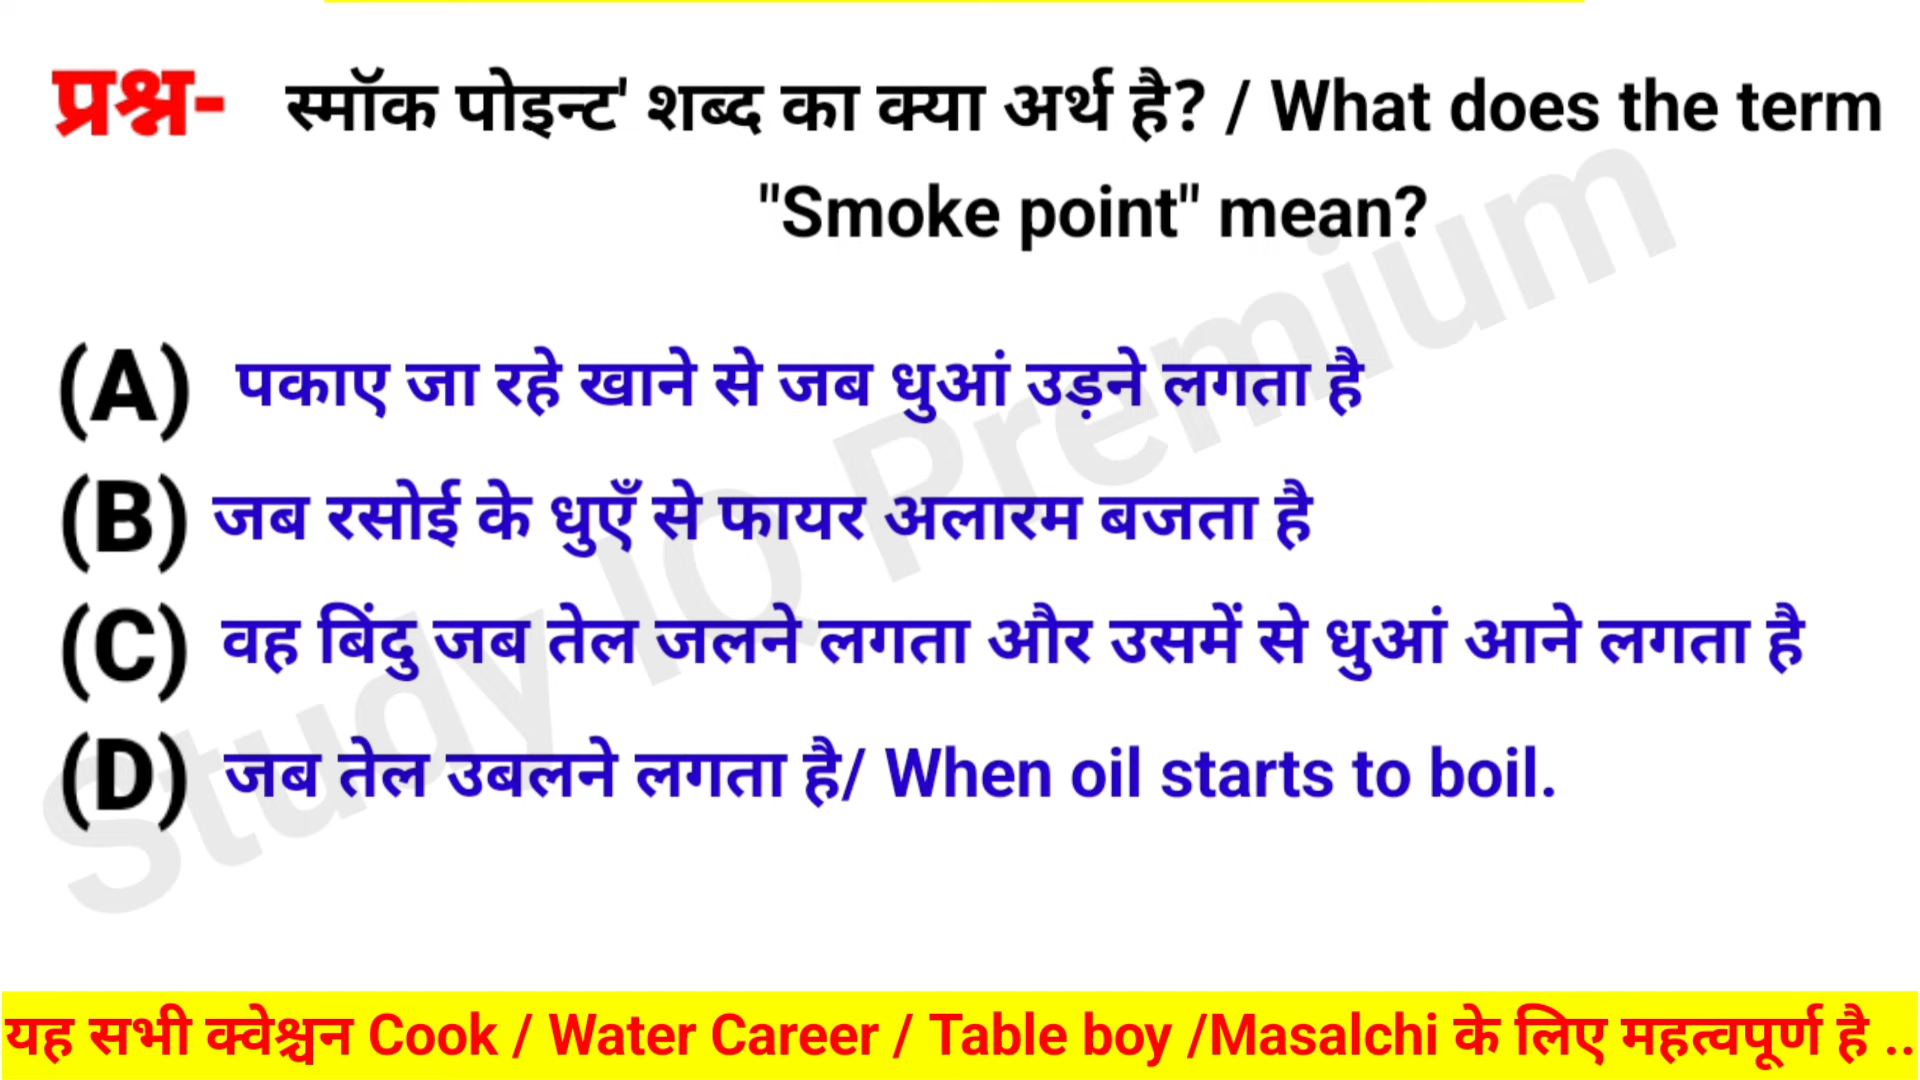 प्रश्न- स्मॉक पोइन्ट' शब्द का क्या अर्थ है? / What does the term
"Smoke point" mean?
(A) पकाए जा रहे खाने से जब धुआं उड़ने लगता है
(B) जब रसोई के धुएँ से फायर अलारम बजता है
(C) वह बिंदु जब तेल जलने लगता और उसमें से धुआं आने लगता है
(D) जब तेल उबलने लगता है/ When oil starts to boil.
Study IQ Premium
यह सभी क्वेश्चन Cook / Water Career / Table boy /Masalchi के लिए महत्वपूर्ण है ..